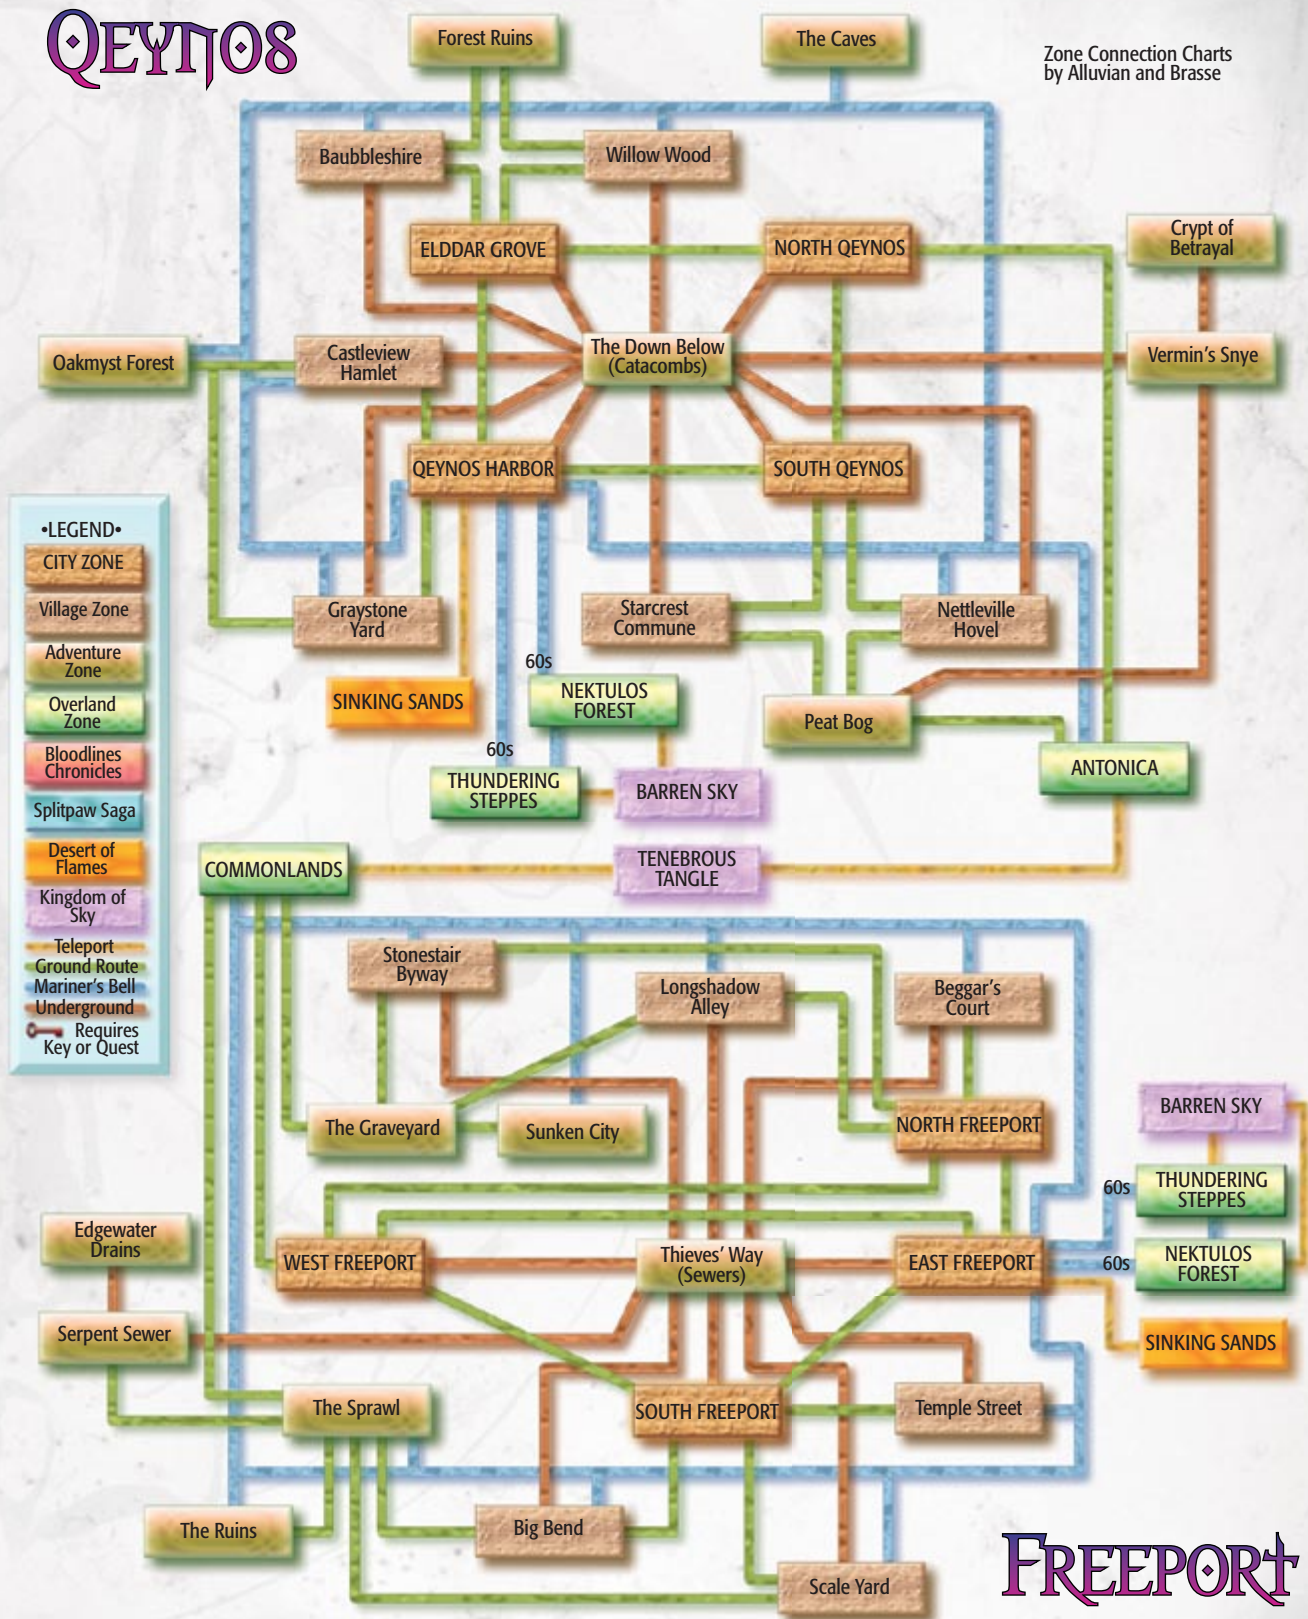 QEYNOS
Forest Ruins
The Caves
Zone Connection Charts
by Alluvian and Brasse
Baubbleshire
Willow Wood
ELDDAR GROVE
NORTH QEYNOS
Crypt of
Betrayal
Oakmyst Forest
Castleview
Hamlet
The Down Below
(Catacombs)
Vermin's Snye
QEYNOS HARBOR
SOUTH QEYNOS
•LEGEND•
CITY ZONE
Village Zone
Adventure
Zone
Overland
Zone
Bloodlines
Chronicles
Splitpaw Saga
Desert of
Flames
Kingdom of
Sky
Teleport
Ground Route
Mariner's Bell
Underground
Requires
Key or Quest
Graystone
Yard
Starcrest
Commune
Nettleville
Hovel
SINKING SANDS
60s
NEKTULOS
FOREST
Peat Bog
60s
THUNDERING
STEPPES
BARREN SKY
ANTONICA
COMMONLANDS
TENEBROUS
TANGLE
Stonestair
Byway
Longshadow
Alley
Beggar's
Court
The Graveyard
Sunken City
NORTH FREEPORT
BARREN SKY
60s
THUNDERING
STEPPES
Edgewater
Drains
WEST FREEPORT
Thieves' Way
(Sewers)
EAST FREEPORT
60s
NEKTULOS
FOREST
Serpent Sewer
SINKING SANDS
The Sprawl
SOUTH FREEPORT
Temple Street
The Ruins
Big Bend
Scale Yard
FREEPORT